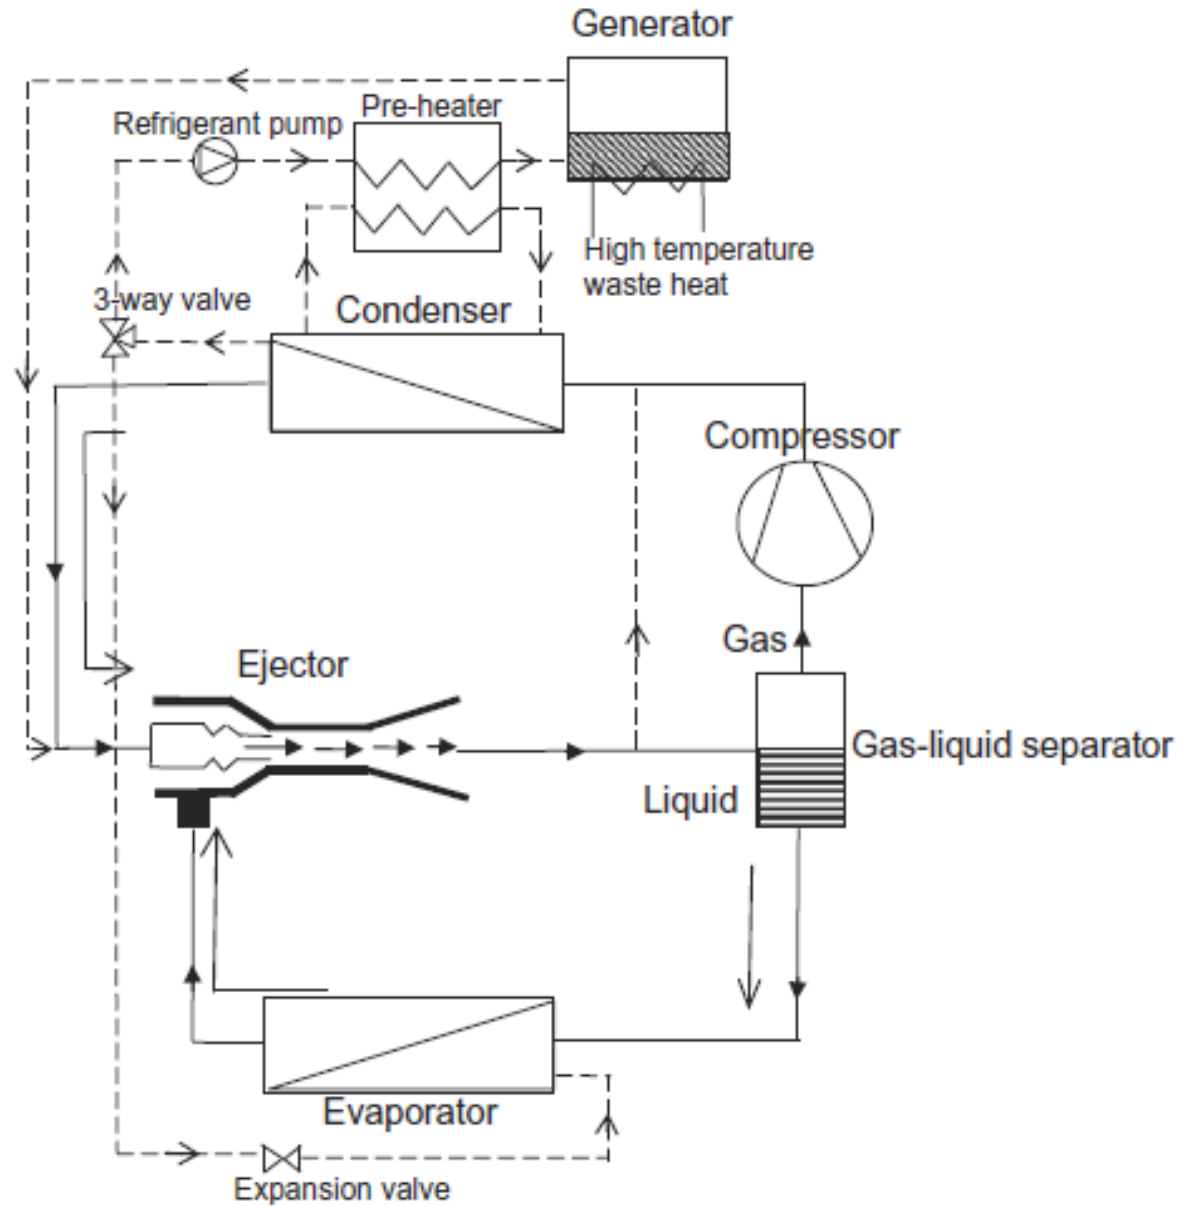 Generator
Pre-heater
Refrigerant pump
High temperature
waste heat
3-way valve
Condenser
Compressor
Gas
Ejector
Gas-liquid separator
Liquid
Evaporator
Expansion valve